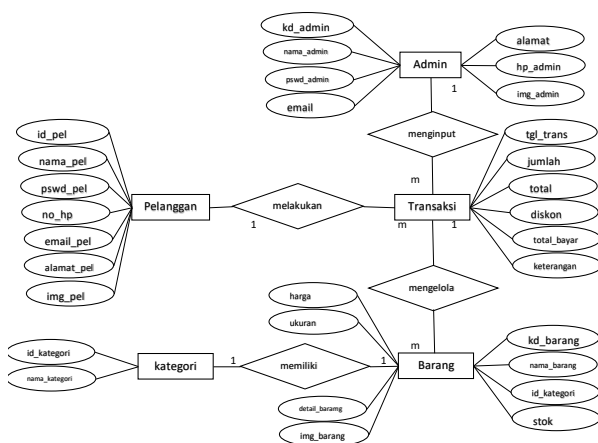 kd_admin
nama_admin
pswd_admin
email
Admin
alamat
hp_admin
img_admin
1
menginput
m
id_pel
nama_pel
pswd_pel
no_hp
email_pel
alamat_pel
img_pel
Pelanggan
1
melakukan
m
Transaksi
1
tgl_trans
jumlah
total
diskon
total_bayar
keterangan
mengelola
m
harga
ukuran
detail_baramg
img_barang
id_kategori
nama_kategori
kategori
1
memiliki
1
Barang
kd_barang
nama_barang
id_kategori
stok